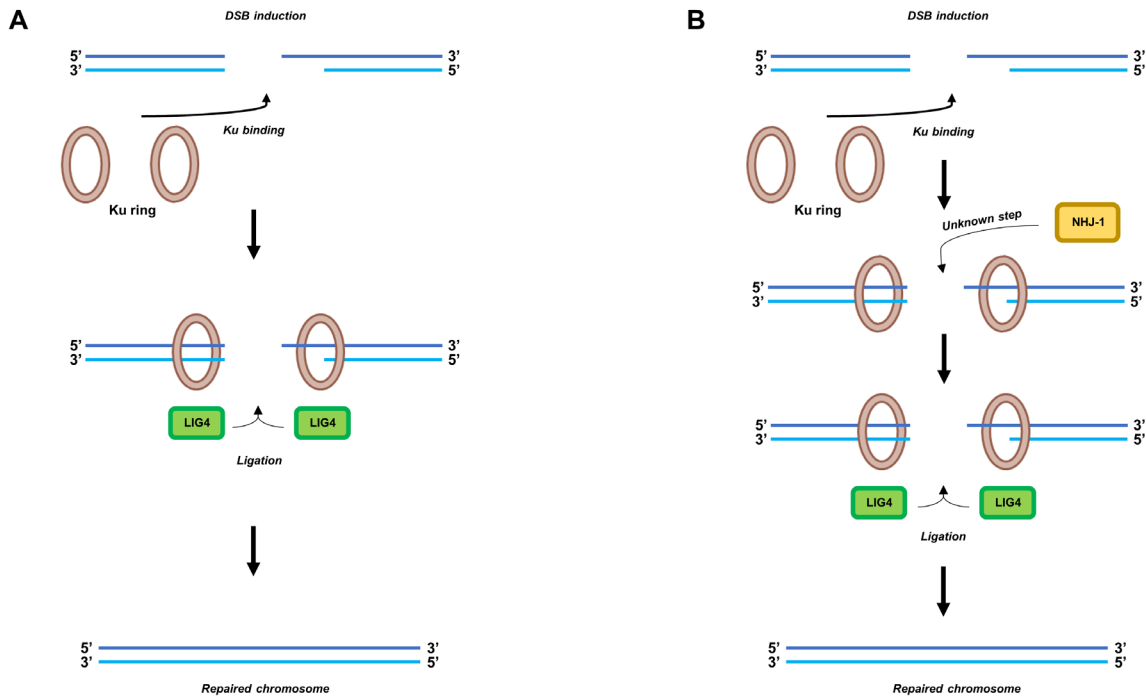 A
DSB induction
5’ 3’
3’ 5’
Ku binding
Ku ring
5’ 3’
3’ 5’
LIG4 LIG4
Ligation
5’ 3’
3’ 5’
Repaired chromosome
B
DSB induction
5’ 3’
3’ 5’
Ku binding
Ku ring
Unknown step
NHJ-1
5’ 3’
3’ 5’
5’ 3’
3’ 5’
LIG4 LIG4
Ligation
5’ 3’
3’ 5’
Repaired chromosome